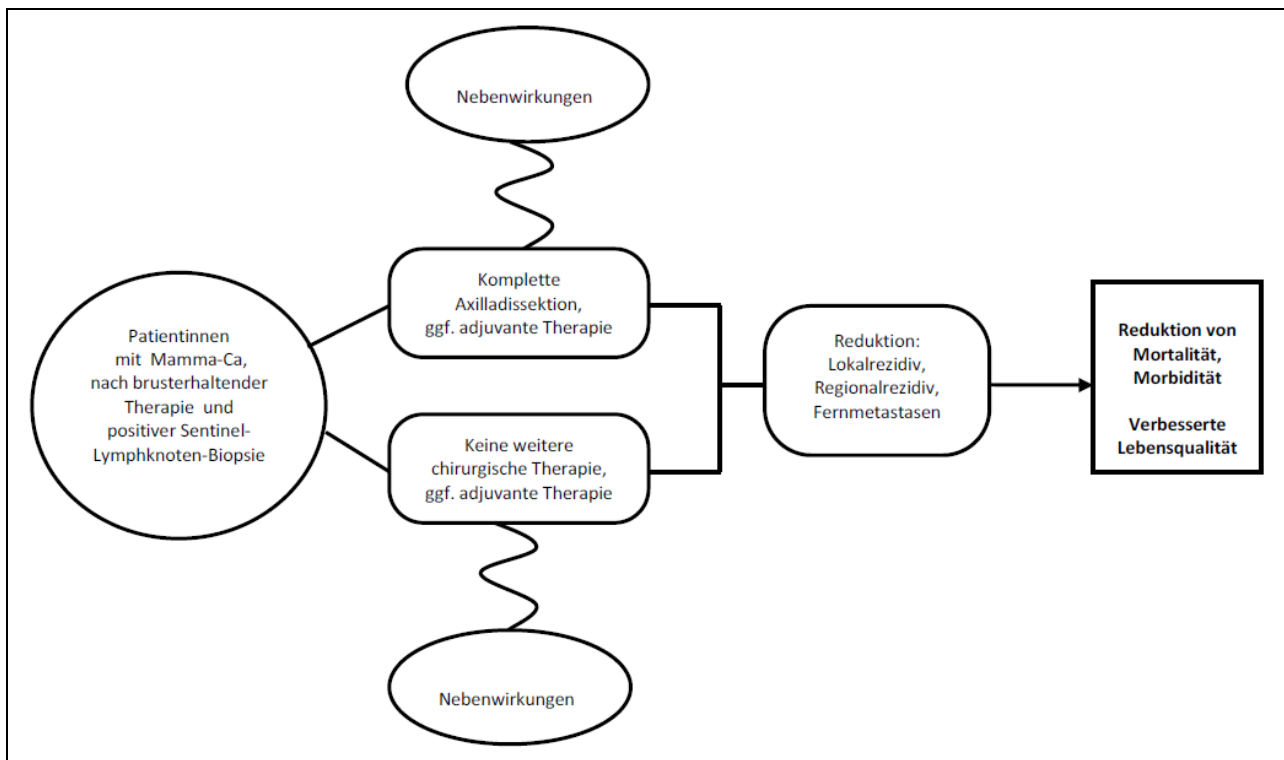 Nebenwirkungen
Patientinnen
mit Mamma-Ca,
nach brusterhaltender
Therapie und
positiver Sentinel-
Lymphknoten-Biopsie
Komplette
Axilladissektion,
ggf. adjuvante Therapie
Keine weitere
chirurgische Therapie,
ggf. adjuvante Therapie
Reduktion:
Lokalrezidiv,
Regionalrezidiv,
Fernmetastasen
Reduktion von
Mortalität,
Morbidität
Verbesserte
Lebensqualität
Nebenwirkungen